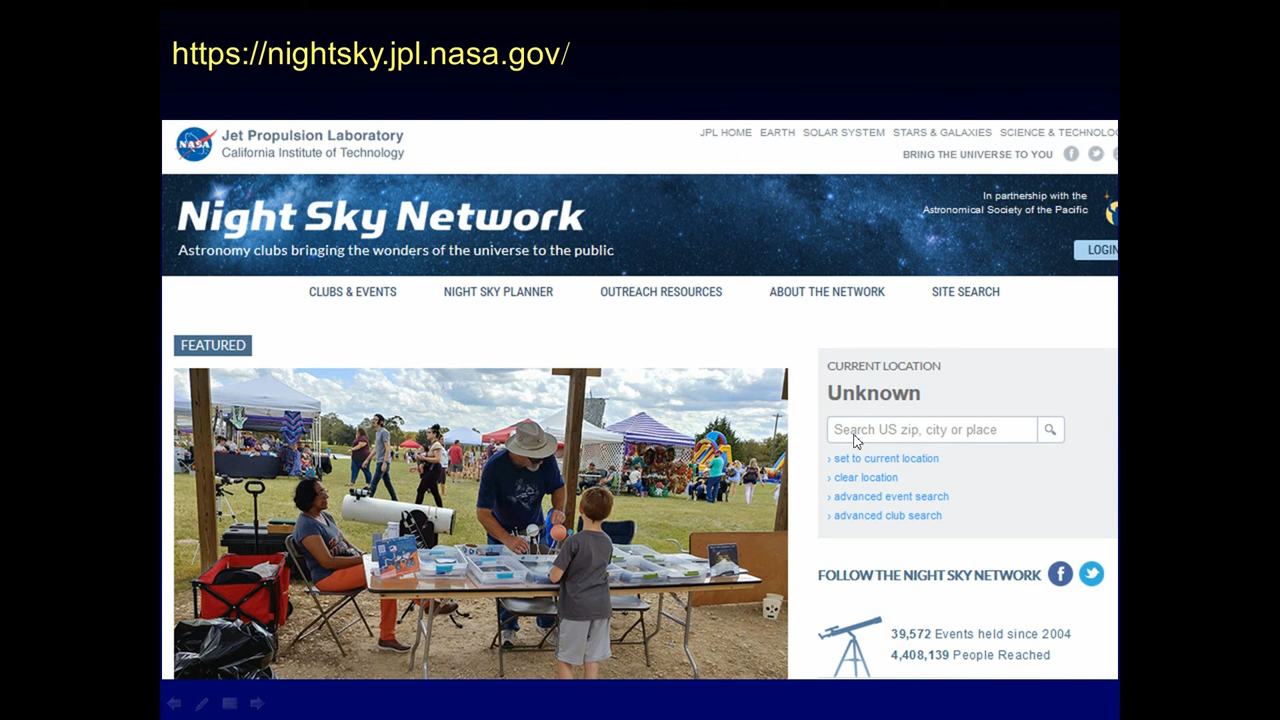 https://nightsky.jpl.nasa.gov/
NASA
Jet Propulsion Laboratory
California Institute of Technology
JPL HOME EARTH SOLAR SYSTEM STARS & GALAXIES SCIENCE & TECHNOLOG
BRING THE UNIVERSE TO YOU
Night Sky Network
Astronomy clubs bringing the wonders of the universe to the public
In partnership with the
Astronomical Society of the Pacific
LOGIN
CLUBS & EVENTS NIGHT SKY PLANNER OUTREACH RESOURCES ABOUT THE NETWORK SITE SEARCH
FEATURED
CURRENT LOCATION
Unknown
Search US zip, city or place
› set to current location
› clear location
› advanced event search
› advanced club search
FOLLOW THE NIGHT SKY NETWORK
39,572 Events held since 2004
4,408,139 People Reached